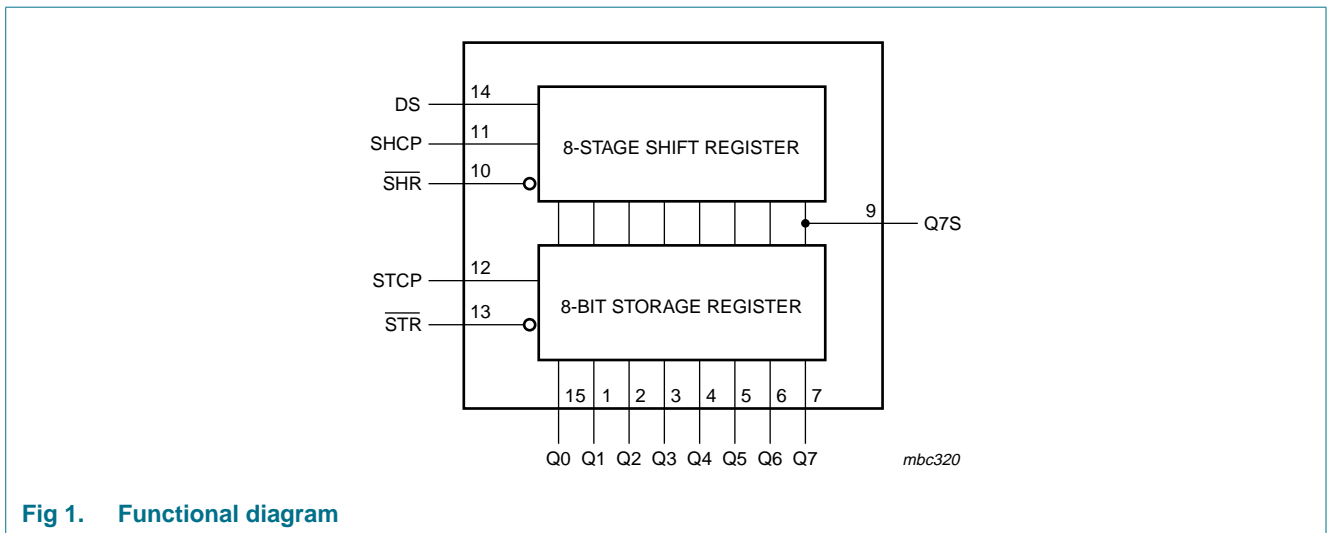 DS
14
SHCP
11
SHR
10
8-STAGE SHIFT REGISTER
9
Q7S
STCP
12
STR
13
8-BIT STORAGE REGISTER
15 1 2 3 4 5 6 7
Q0 Q1 Q2 Q3 Q4 Q5 Q6 Q7
mbc320
Fig 1. Functional diagram